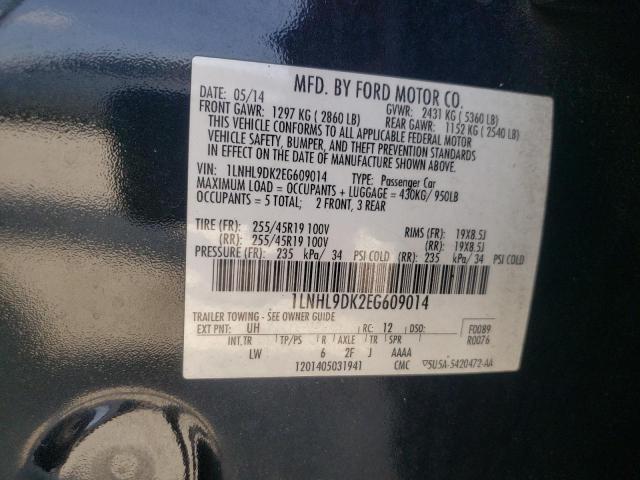 MFD. BY FORD MOTOR CO.
DATE: 05/14 GVWR: 2431 KG ( 5360 LB)
FRONT GAWR: 1297 KG ( 2860 LB) REAR GAWR: 1152 KG ( 2540 LB)
THIS VEHICLE CONFORMS TO ALL APPLICABLE FEDERAL MOTOR
VEHICLE SAFETY, BUMPER, AND THEFT PREVENTION STANDARDS
IN EFFECT ON THE DATE OF MANUFACTURE SHOWN ABOVE.
VIN: 1LNHL9DK2EG609014 TYPE: Passenger Car
MAXIMUM LOAD = OCCUPANTS + LUGGAGE = 430KG/ 950LB
OCCUPANTS = 5 TOTAL; 2 FRONT, 3 REAR
TIRE (FR): 255/45R19 100V RIMS (FR): 19X8.5J
(RR): 255/45R19 100V (RR): 19X8.5J
PRESSURE (FR): 235 kPa/ 34 PSI COLD (RR): 235 kPa/ 34 PSI COLD
1LNHL9DK2EG609014
TRAILER TOWING - SEE OWNER GUIDE
EXT PNT: UH RC: 12 DSO: F0089
INT.TR TP/PS R AXLE TR SPR R0076
LW 6 2F J AAAA
1201405031941 CMC 5U5A-5420472-AA